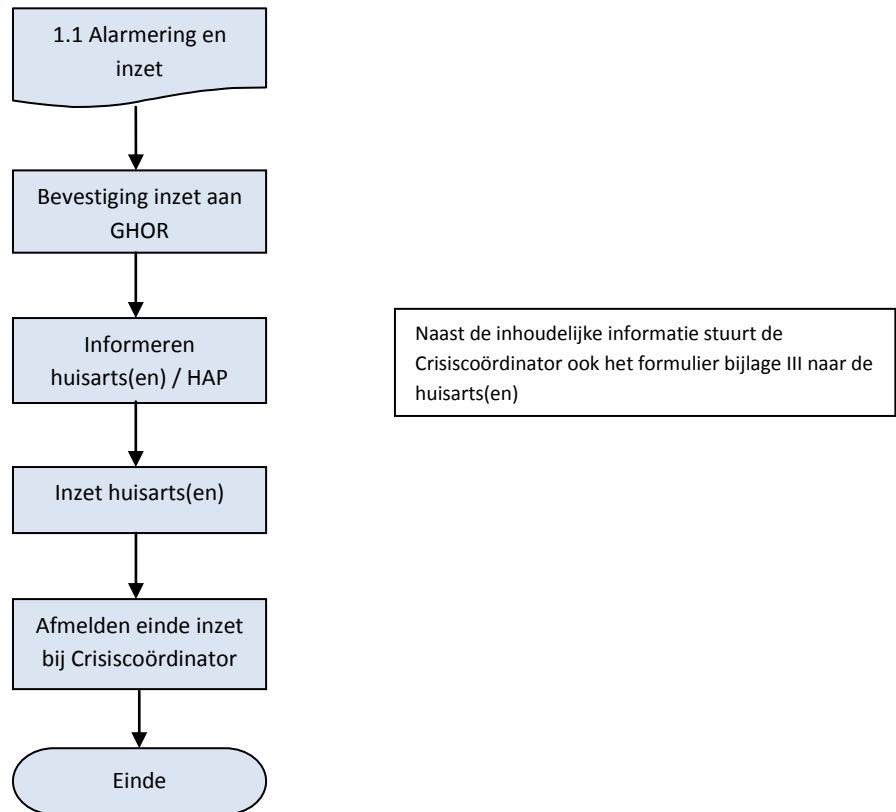 1.1 Alarmering en
inzet
Bevestiging inzet aan
GHOR
Informeren
huisarts(en) / HAP
Naast de inhoudelijke informatie stuurt de
Crisiscoördinator ook het formulier bijlage III naar de
huisarts(en)
Inzet huisarts(en)
Afmelden einde inzet
bij Crisiscoördinator
Einde